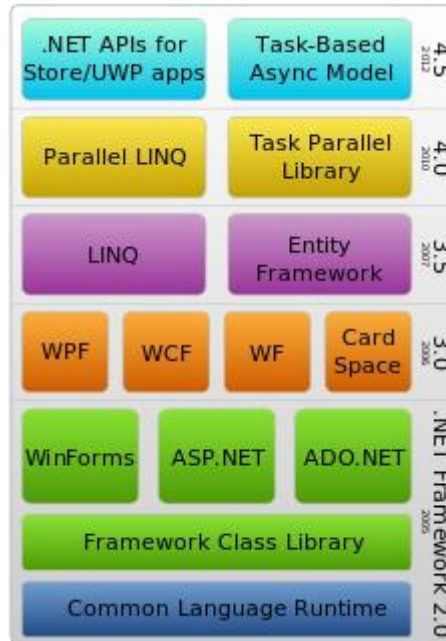 .NET APIs for
Store/UWP apps
Task-Based
Async Model
4.5
2012
Parallel LINQ
Task Parallel
Library
4.0
2010
LINQ
Entity
Framework
3.5
2007
WPF
WCF
WF
Card
Space
3.0
2006
WinForms
ASP.NET
ADO.NET
Framework Class Library
Common Language Runtime
.NET Framework 2.0
2005